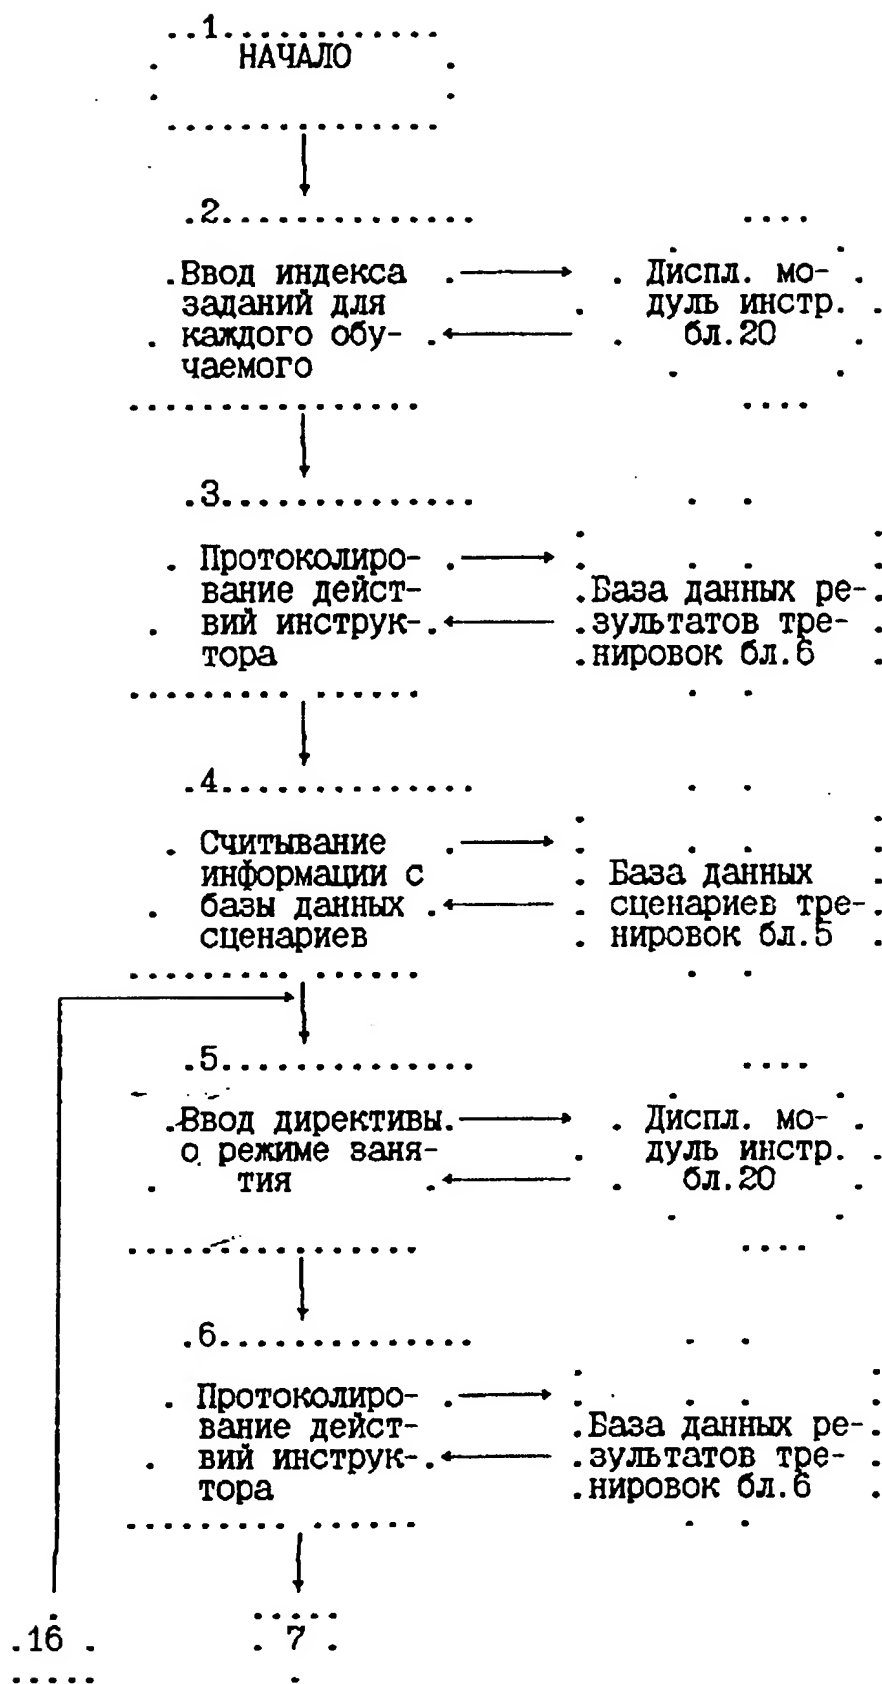 1
НАЧАЛО
2
Ввод индекса
заданий для
каждого обу-
чаемого
Диспл. мо-
дуль инстр.
бл.20
3
Протоколиро-
вание дейст-
вий инструк-
тора
База данных ре-
зультатов тре-
нировок бл.6
4
Считывание
информации с
базы данных
сценариев
База данных
сценариев тре-
нировок бл.5
5
Ввод директивы
о режиме заня-
тия
Диспл. мо-
дуль инстр.
бл.20
6
Протоколиро-
вание дейст-
вий инструк-
тора
База данных ре-
зультатов тре-
нировок бл.6
16
7